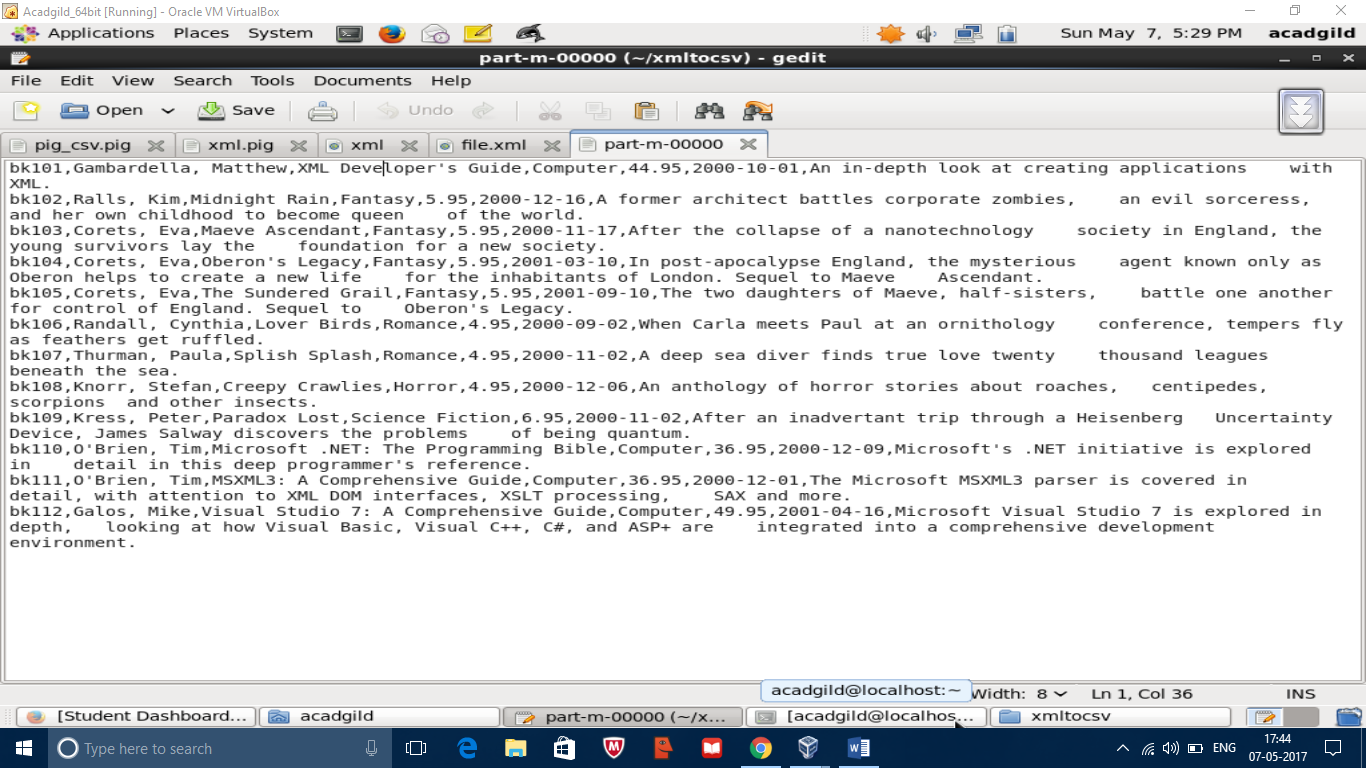 Acadgild_64bit [Running] - Oracle VM VirtualBox
Applications Places System Sun May 7, 5:29 PM acadgild
part-m-00000 (~/xmltocsv) - gedit
File Edit View Search Tools Documents Help
Open Save Undo
pig_csv.pig xml.pig xml file.xml part-m-00000
bk101,Gambardella, Matthew,XML Developer's Guide,Computer,44.95,2000-10-01,An in-depth look at creating applications    with
XML.
bk102,Ralls, Kim,Midnight Rain,Fantasy,5.95,2000-12-16,A former architect battles corporate zombies,    an evil sorceress,
and her own childhood to become queen    of the world.
bk103,Corets, Eva,Maeve Ascendant,Fantasy,5.95,2000-11-17,After the collapse of a nanotechnology    society in England, the
young survivors lay the    foundation for a new society.
bk104,Corets, Eva,Oberon's Legacy,Fantasy,5.95,2001-03-10,In post-apocalypse England, the mysterious    agent known only as
Oberon helps to create a new life    for the inhabitants of London. Sequel to Maeve    Ascendant.
bk105,Corets, Eva,The Sundered Grail,Fantasy,5.95,2001-09-10,The two daughters of Maeve, half-sisters,    battle one another
for control of England. Sequel to    Oberon's Legacy.
bk106,Randall, Cynthia,Lover Birds,Romance,4.95,2000-09-02,When Carla meets Paul at an ornithology    conference, tempers fly
as feathers get ruffled.
bk107,Thurman, Paula,Splish Splash,Romance,4.95,2000-11-02,A deep sea diver finds true love twenty    thousand leagues
beneath the sea.
bk108,Knorr, Stefan,Creepy Crawlies,Horror,4.95,2000-12-06,An anthology of horror stories about roaches,   centipedes,
scorpions  and other insects.
bk109,Kress, Peter,Paradox Lost,Science Fiction,6.95,2000-11-02,After an inadvertant trip through a Heisenberg   Uncertainty
Device, James Salway discovers the problems    of being quantum.
bk110,O'Brien, Tim,Microsoft .NET: The Programming Bible,Computer,36.95,2000-12-09,Microsoft's .NET initiative is explored
in    detail in this deep programmer's reference.
bk111,O'Brien, Tim,MSXML3: A Comprehensive Guide,Computer,36.95,2000-12-01,The Microsoft MSXML3 parser is covered in
detail, with attention to XML DOM interfaces, XSLT processing,    SAX and more.
bk112,Galos, Mike,Visual Studio 7: A Comprehensive Guide,Computer,49.95,2001-04-16,Microsoft Visual Studio 7 is explored in
depth,   looking at how Visual Basic, Visual C++, C#, and ASP+ are    integrated into a comprehensive development
environment.
acadgild@localhost:~ Width: 8 Ln 1, Col 36 INS
[Student Dashboard... acadgild part-m-00000 (~/x... [acadgild@localhos... xmltocsv
Type here to search ENG 17:44
07-05-2017